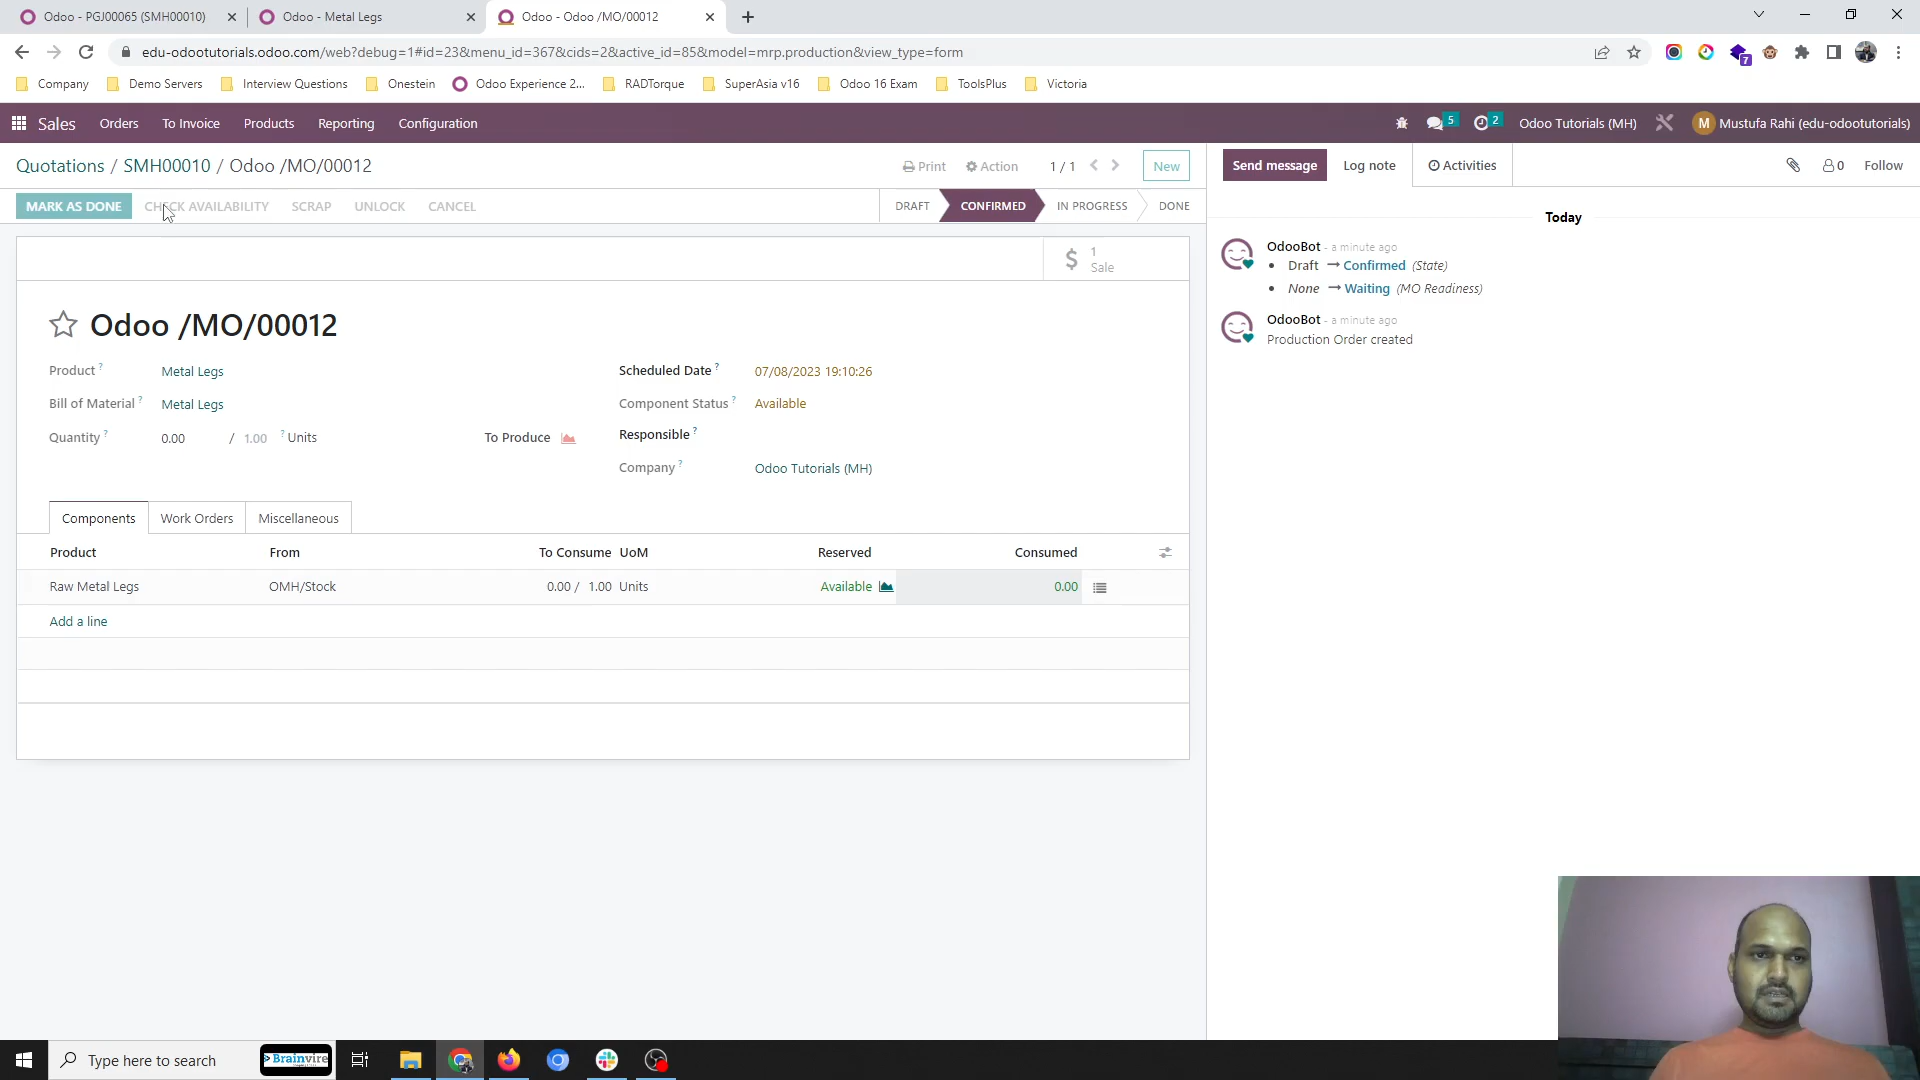 Odoo - PGJ00065 (SMH00010)
Odoo - Metal Legs
Odoo - Odoo /MO/00012
edu-odootutorials.odoo.com/web?debug=1#id=23&menu_id=367&cids=2&active_id=85&model=mrp.production&view_type=form
7
Company
Demo Servers
Interview Questions
Onestein
Odoo Experience 2...
RADTorque
SuperAsia v16
Odoo 16 Exam
ToolsPlus
Victoria
Sales
Orders
To Invoice
Products
Reporting
Configuration
5
2
Odoo Tutorials (MH)
M
Mustufa Rahi (edu-odootutorials)
Quotations / SMH00010 / Odoo /MO/00012
Print
Action
1 / 1
New
Send message
Log note
Activities
0
Follow
MARK AS DONE
CHECK AVAILABILITY
SCRAP
UNLOCK
CANCEL
DRAFT
CONFIRMED
IN PROGRESS
DONE
Today
$ 1
Sale
OdooBot - a minute ago
Draft → Confirmed (State)
None → Waiting (MO Readiness)
OdooBot - a minute ago
Production Order created
Odoo /MO/00012
Product ?
Metal Legs
Bill of Material ?
Metal Legs
Quantity ?
0.00 / 1.00 ? Units
To Produce
Scheduled Date ?
07/08/2023 19:10:26
Component Status ?
Available
Responsible ?
Company ?
Odoo Tutorials (MH)
Components
Work Orders
Miscellaneous
Product
From
To Consume
UoM
Reserved
Consumed
Raw Metal Legs
OMH/Stock
0.00 / 1.00
Units
Available
0.00
Add a line
Type here to search
Brainvire